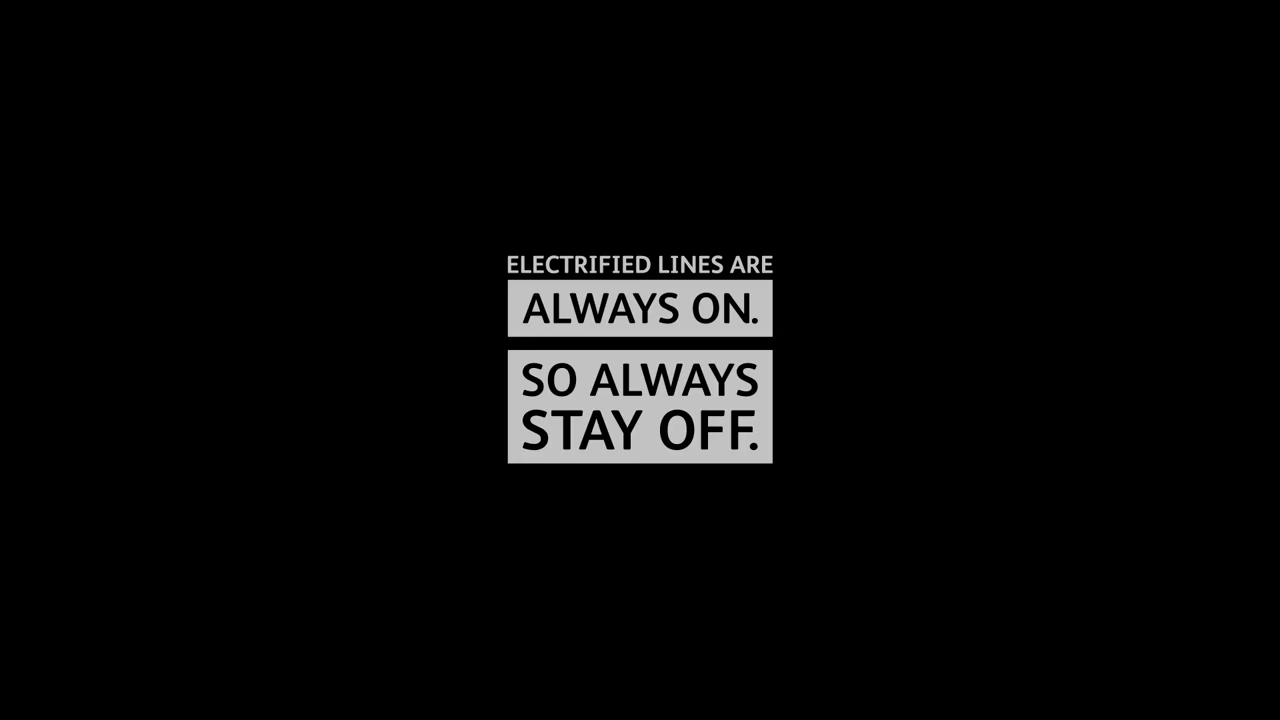 ELECTRIFIED LINES ARE
ALWAYS ON.
SO ALWAYS
STAY OFF.